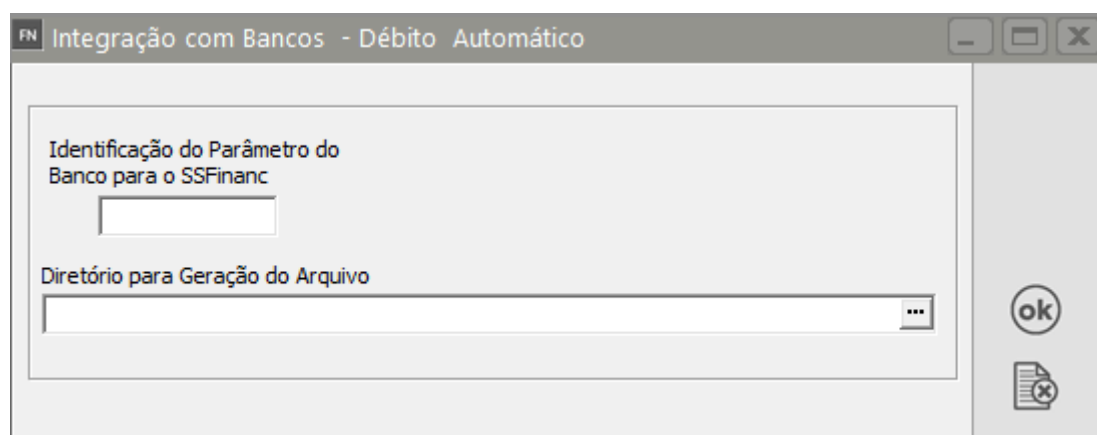 FN Integração com Bancos - Débito Automático
Identificação do Parâmetro do
Banco para o SSFinanc
Diretório para Geração do Arquivo
...
ok